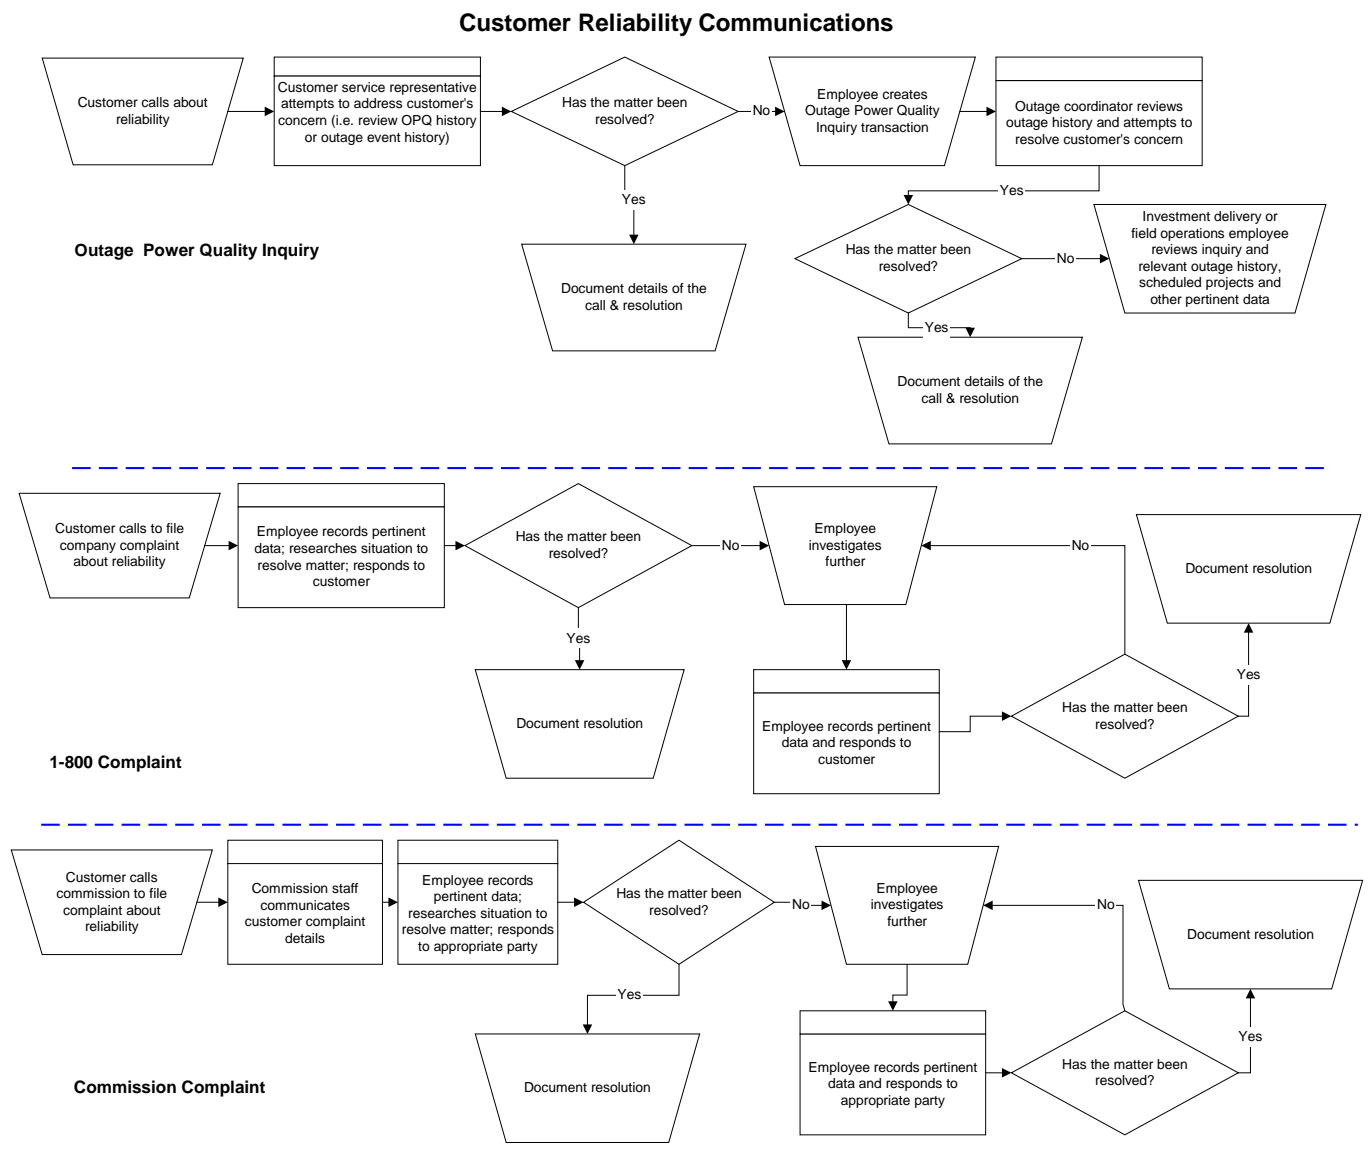 Customer Reliability Communications
Customer calls about
reliability
Customer service representative
attempts to address customer's
concern (i.e. review OPQ history
or outage event history)
Has the matter been
resolved?
No
Employee creates
Outage Power Quality
Inquiry transaction
Outage coordinator reviews
outage history and attempts to
resolve customer's concern
Yes
Yes
Outage Power Quality Inquiry
Document details of the
call & resolution
Has the matter been
resolved?
No
Investment delivery or
field operations employee
reviews inquiry and
relevant outage history,
scheduled projects and
other pertinent data
Yes
Document details of the
call & resolution
Customer calls to file
company complaint
about reliability
Employee records pertinent
data; researches situation to
resolve matter; responds to
customer
Has the matter been
resolved?
No
Employee
investigates
further
No
Document resolution
Yes
Document resolution
Employee records pertinent
data and responds to
customer
Has the matter been
resolved?
Yes
1-800 Complaint
Customer calls
commission to file
complaint about
reliability
Commission staff
communicates
customer complaint
details
Employee records
pertinent data;
researches situation to
resolve matter; responds
to appropriate party
Has the matter been
resolved?
No
Employee
investigates
further
No
Document resolution
Yes
Document resolution
Employee records pertinent
data and responds to
appropriate party
Has the matter been
resolved?
Yes
Commission Complaint